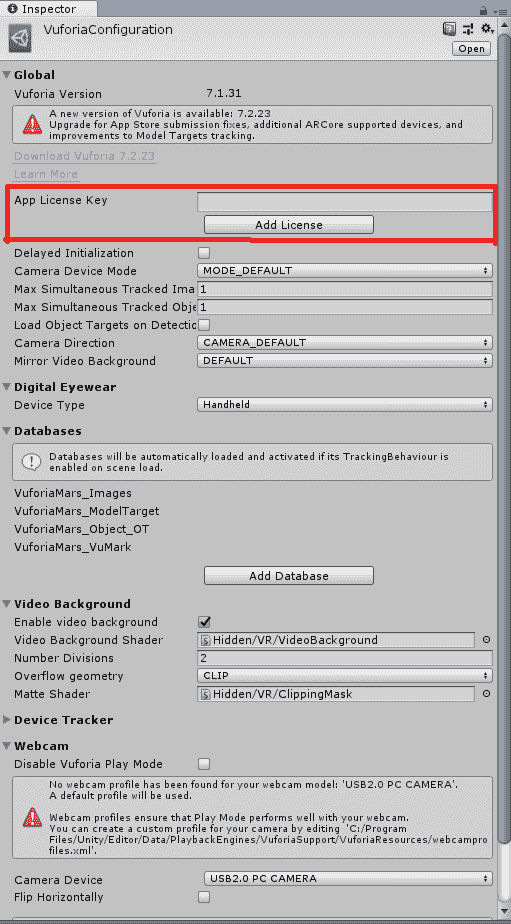 Inspector
VuforiaConfiguration
Open
Global
Vuforia Version 7.1.31
A new version of Vuforia is available: 7.2.23
Upgrade for App Store submission fixes, additional ARCore supported devices, and
improvements to Model Targets tracking.
Download Vuforia 7.2.23
Learn More
App License Key
Add License
Delayed Initialization
Camera Device Mode MODE_DEFAULT
Max Simultaneous Tracked Ima 1
Max Simultaneous Tracked Obje 1
Load Object Targets on Detectio
Camera Direction CAMERA_DEFAULT
Mirror Video Background DEFAULT
Digital Eyewear
Device Type Handheld
Databases
Databases will be automatically loaded and activated if its TrackingBehaviour is
enabled on scene load.
VuforiaMars_Images
VuforiaMars_ModelTarget
VuforiaMars_Object_OT
VuforiaMars_VuMark
Add Database
Video Background
Enable video background
Video Background Shader Hidden/VR/VideoBackground
Number Divisions 2
Overflow geometry CLIP
Matte Shader Hidden/VR/ClippingMask
Device Tracker
Webcam
Disable Vuforia Play Mode
No webcam profile has been found for your webcam model: 'USB2.0 PC CAMERA'.
A default profile will be used.
Webcam profiles ensure that Play Mode performs well with your webcam.
You can create a custom profile for your camera by editing 'C:/Program
Files/Unity/Editor/Data/PlaybackEngines/VuforiaSupport/VuforiaResources/webcampro
files.xml'.
Camera Device USB2.0 PC CAMERA
Flip Horizontally